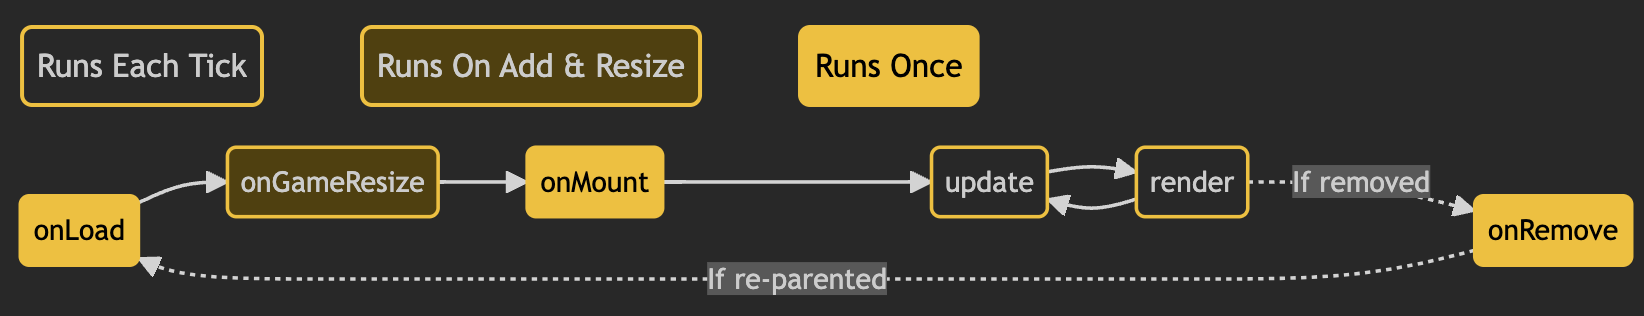 Runs Each Tick
Runs On Add & Resize
Runs Once
onLoad
onGameResize
onMount
update
render
If removed
onRemove
If re-parented